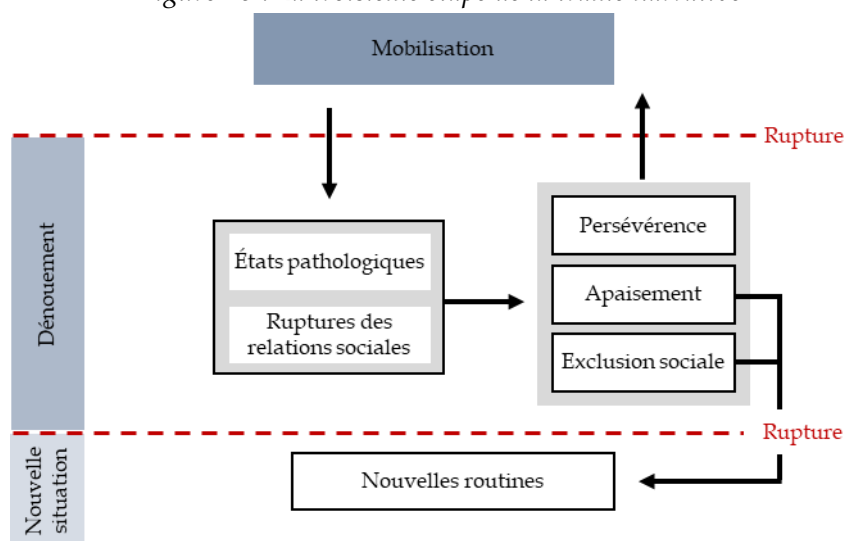 Mobilisation
Rupture
Dénouement
États pathologiques
Ruptures des
relations sociales
Persévérence
Apaisement
Exclusion sociale
Rupture
Nouvelle
situation
Nouvelles routines